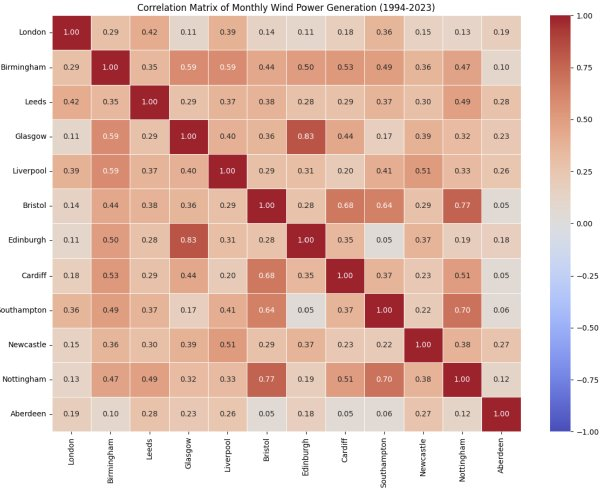 Correlation Matrix of Monthly Wind Power Generation (1994-2023)
London 1.00 0.29 0.42 0.11 0.39 0.14 0.11 0.18 0.36 0.15 0.13 0.19
Birmingham 0.29 1.00 0.35 0.59 0.59 0.44 0.50 0.53 0.49 0.36 0.47 0.10
Leeds 0.42 0.35 1.00 0.29 0.37 0.38 0.28 0.29 0.37 0.30 0.49 0.28
Glasgow 0.11 0.59 0.29 1.00 0.40 0.36 0.83 0.44 0.17 0.39 0.32 0.23
Liverpool 0.39 0.59 0.37 0.40 1.00 0.29 0.31 0.20 0.41 0.51 0.33 0.26
Bristol 0.14 0.44 0.38 0.36 0.29 1.00 0.28 0.68 0.64 0.29 0.77 0.05
Edinburgh 0.11 0.50 0.28 0.83 0.31 0.28 1.00 0.35 0.05 0.37 0.19 0.18
Cardiff 0.18 0.53 0.29 0.44 0.20 0.68 0.35 1.00 0.37 0.23 0.51 0.05
Southampton 0.36 0.49 0.37 0.17 0.41 0.64 0.05 0.37 1.00 0.22 0.70 0.06
Newcastle 0.15 0.36 0.30 0.39 0.51 0.29 0.37 0.23 0.22 1.00 0.38 0.27
Nottingham 0.13 0.47 0.49 0.32 0.33 0.77 0.19 0.51 0.70 0.38 1.00 0.12
Aberdeen 0.19 0.10 0.28 0.23 0.26 0.05 0.18 0.05 0.06 0.27 0.12 1.00
London Birmingham Leeds Glasgow Liverpool Bristol Edinburgh Cardiff Southampton Newcastle Nottingham Aberdeen
1.00
0.75
0.50
0.25
0.00
−0.25
−0.50
−0.75
−1.00